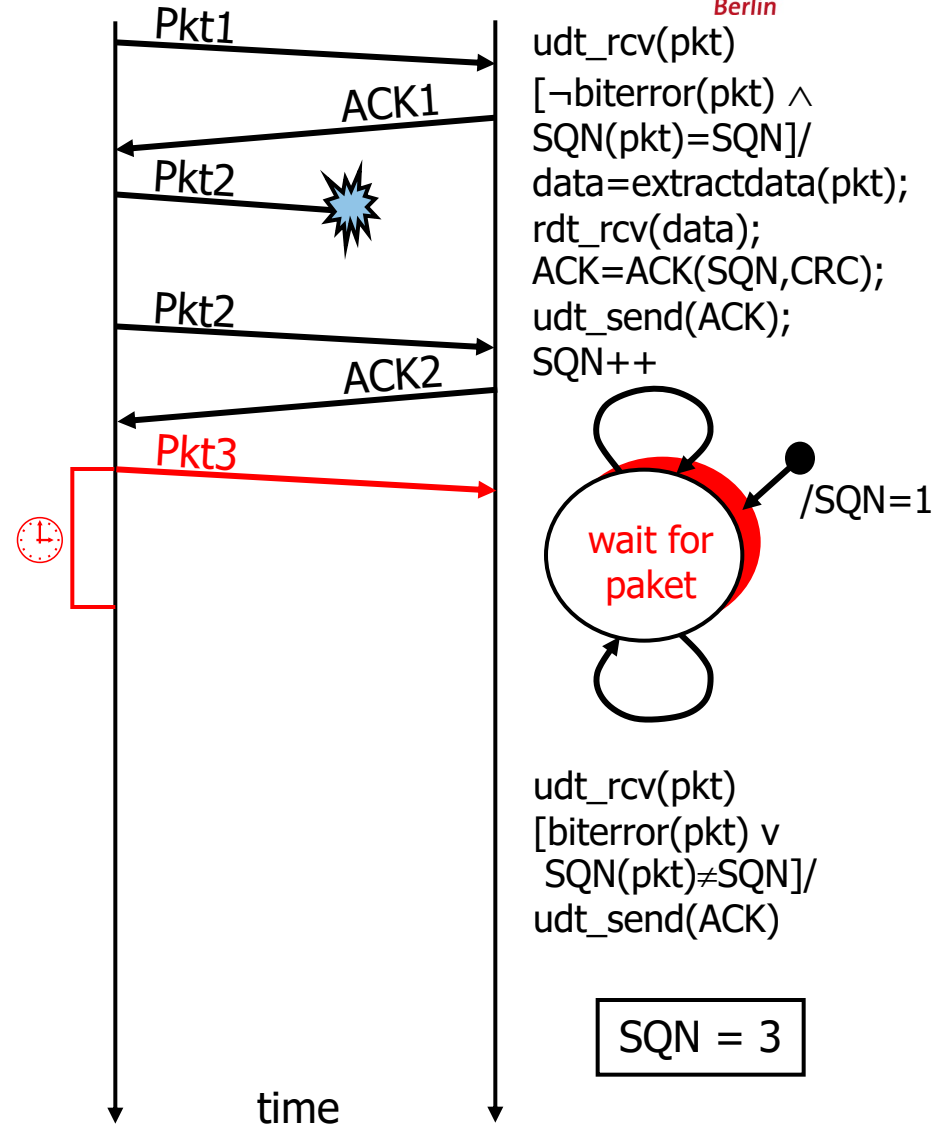 Berlin
Pkt1
ACK1
Pkt2
Pkt2
ACK2
Pkt3
time
udt_rcv(pkt)
[¬biterror(pkt) ∧
SQN(pkt)=SQN]/
data=extractdata(pkt);
rdt_rcv(data);
ACK=ACK(SQN,CRC);
udt_send(ACK);
SQN++
/SQN=1
wait for
paket
udt_rcv(pkt)
[biterror(pkt) v
SQN(pkt)≠SQN]/
udt_send(ACK)
SQN = 3